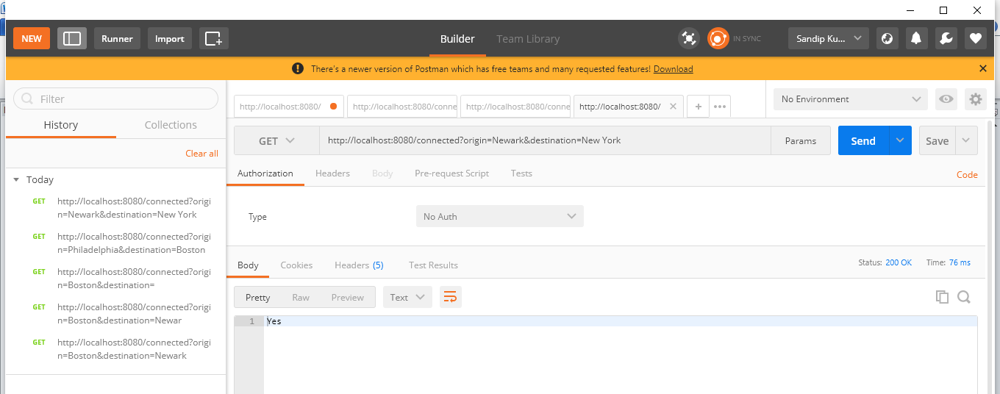 NEW
Runner
Import
Builder
Team Library
IN SYNC
Sandip Ku...
There's a newer version of Postman which has free teams and many requested features! Download
Filter
History
Collections
Clear all
Today
GET
http://localhost:8080/connected?origi
n=Newark&destination=New York
GET
http://localhost:8080/connected?origi
n=Philadelphia&destination=Boston
GET
http://localhost:8080/connected?origi
n=Boston&destination=
GET
http://localhost:8080/connected?origi
n=Boston&destination=Newar
GET
http://localhost:8080/connected?origi
n=Boston&destination=Newark
http://localhost:8080/
http://localhost:8080/conne
http://localhost:8080/conne
http://localhost:8080/
No Environment
GET
http://localhost:8080/connected?origin=Newark&destination=New York
Params
Send
Save
Authorization
Headers
Body
Pre-request Script
Tests
Code
Type
No Auth
Body
Cookies
Headers (5)
Test Results
Status: 200 OK
Time: 76 ms
Pretty
Raw
Preview
Text
1
Yes